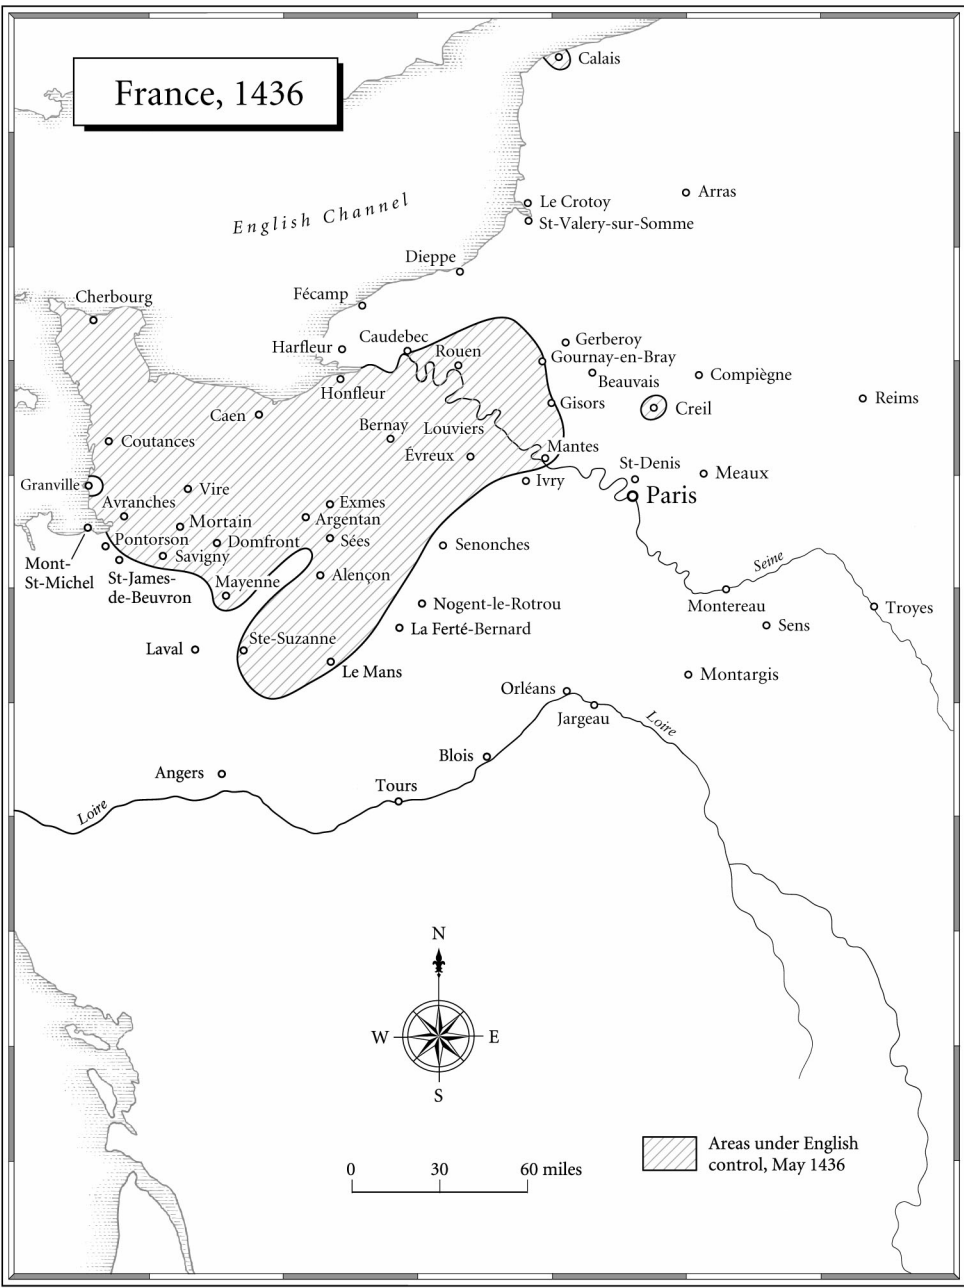 France, 1436
Calais
English Channel
Arras
Le Crotoy
St-Valery-sur-Somme
Dieppe
Fécamp
Cherbourg
Harfleur
Caudebec
Rouen
Gerberoy
Gournay-en-Bray
Beauvais
Compiègne
Honfleur
Gisors
Creil
Reims
Caen
Bernay
Louviers
Coutances
Évreux
Mantes
St-Denis
Meaux
Granville
Vire
Ivry
Paris
Avranches
Exmes
Mortain
Argentan
Pontorson
Domfront
Sées
Senonches
Savigny
Mont-
St-Michel
St-James-
de-Beuvron
Mayenne
Alençon
Seine
Nogent-le-Rotrou
Montereau
Troyes
La Ferté-Bernard
Sens
Laval
Ste-Suzanne
Le Mans
Montargis
Orléans
Jargeau
Loire
Blois
Angers
Tours
Loire
N
W
E
S
Areas under English
control, May 1436
0 30 60 miles